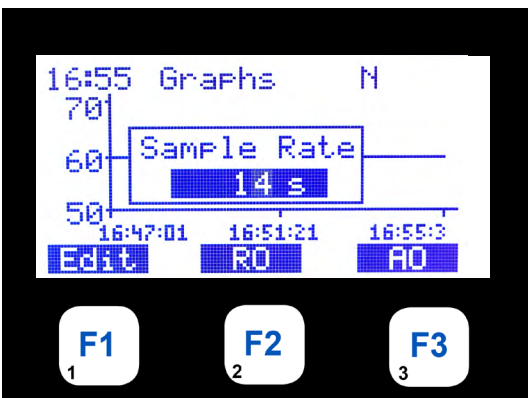 16:55 Graphs N
70
60
Sample Rate
14 s
50
16:47:01 16:51:21 16:55:3
Edit RO AO
F1 F2 F3
1 2 3